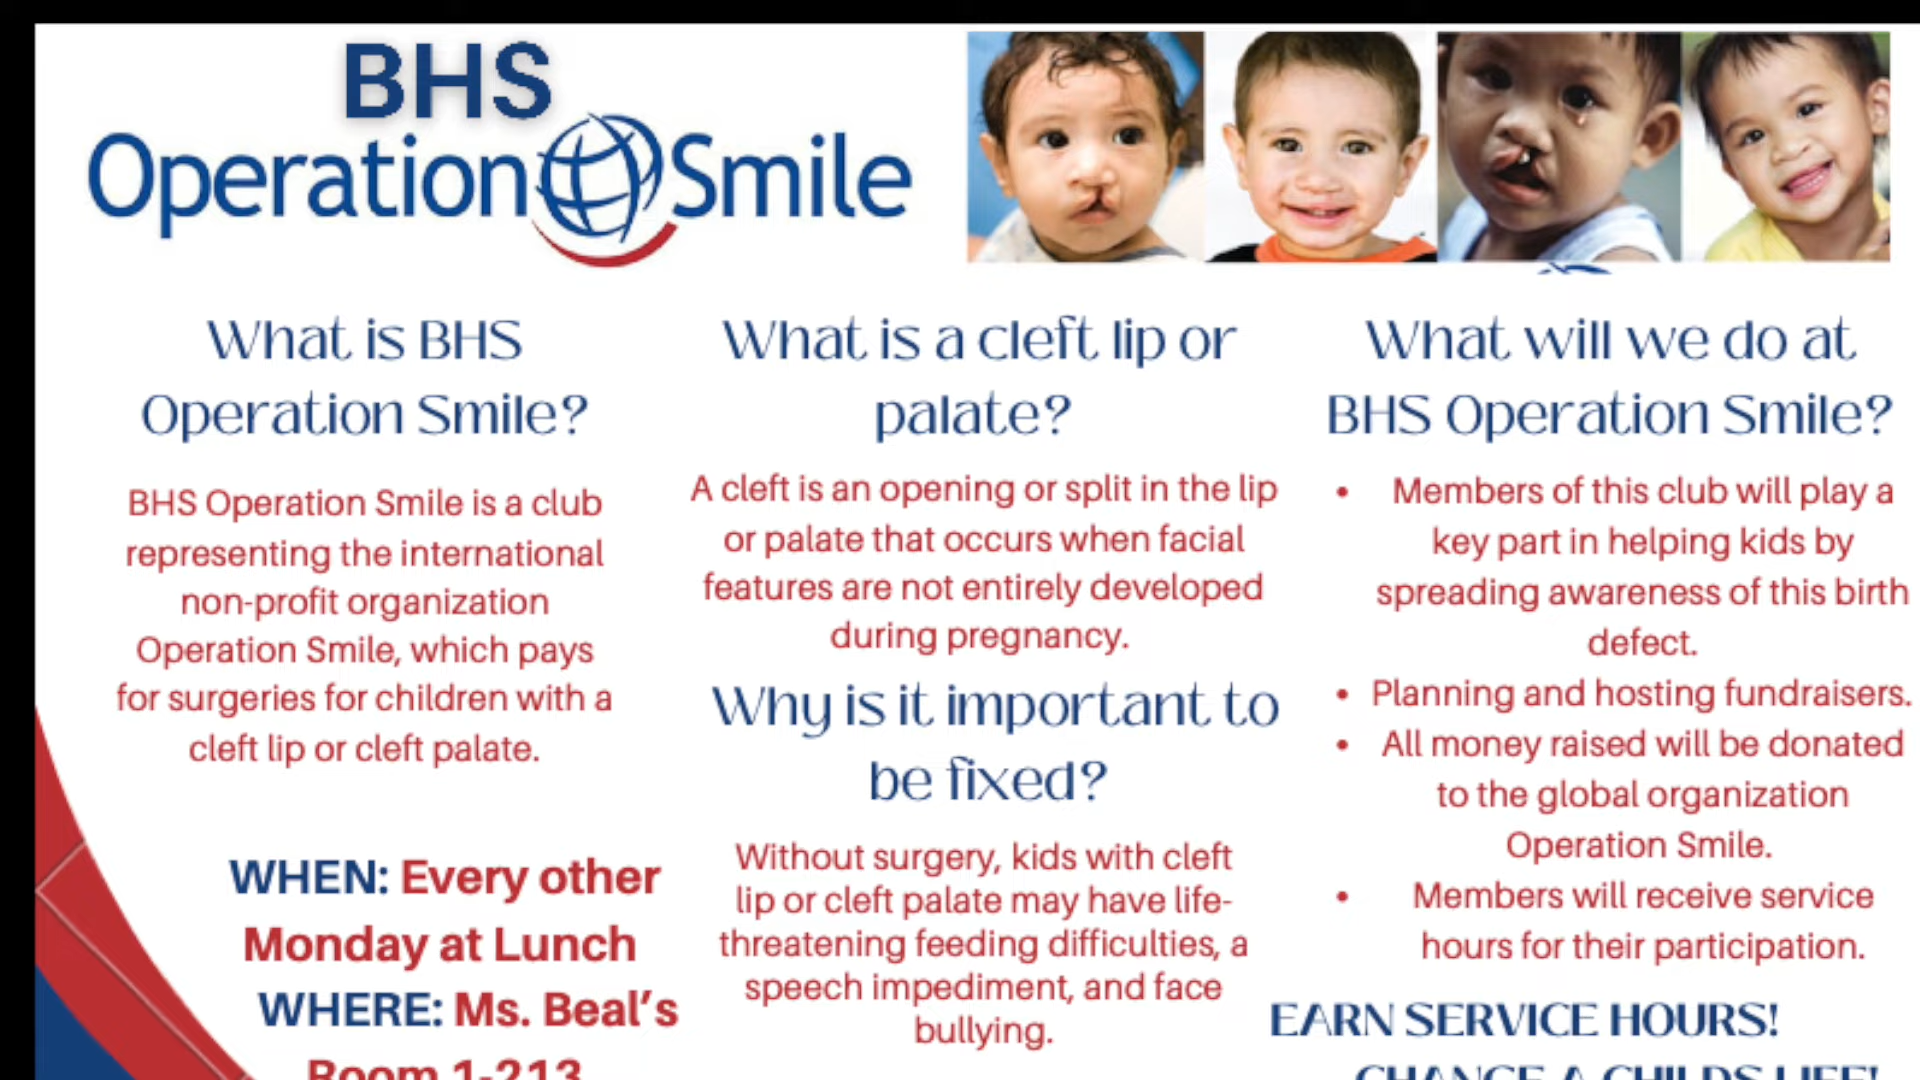 BHS
Operation Smile
What is BHS
Operation Smile?
BHS Operation Smile is a club
representing the international
non-profit organization
Operation Smile, which pays
for surgeries for children with a
cleft lip or cleft palate.
WHEN: Every other
Monday at Lunch
WHERE: Ms. Beal's
Room 1-213
What is a cleft lip or
palate?
A cleft is an opening or split in the lip
or palate that occurs when facial
features are not entirely developed
during pregnancy.
Why is it important to
be fixed?
Without surgery, kids with cleft
lip or cleft palate may have life-
threatening feeding difficulties, a
speech impediment, and face
bullying.
What will we do at
BHS Operation Smile?
• Members of this club will play a
key part in helping kids by
spreading awareness of this birth
defect.
• Planning and hosting fundraisers.
• All money raised will be donated
to the global organization
Operation Smile.
• Members will receive service
hours for their participation.
EARN SERVICE HOURS!
CHANGE A CHILDS LIFE!